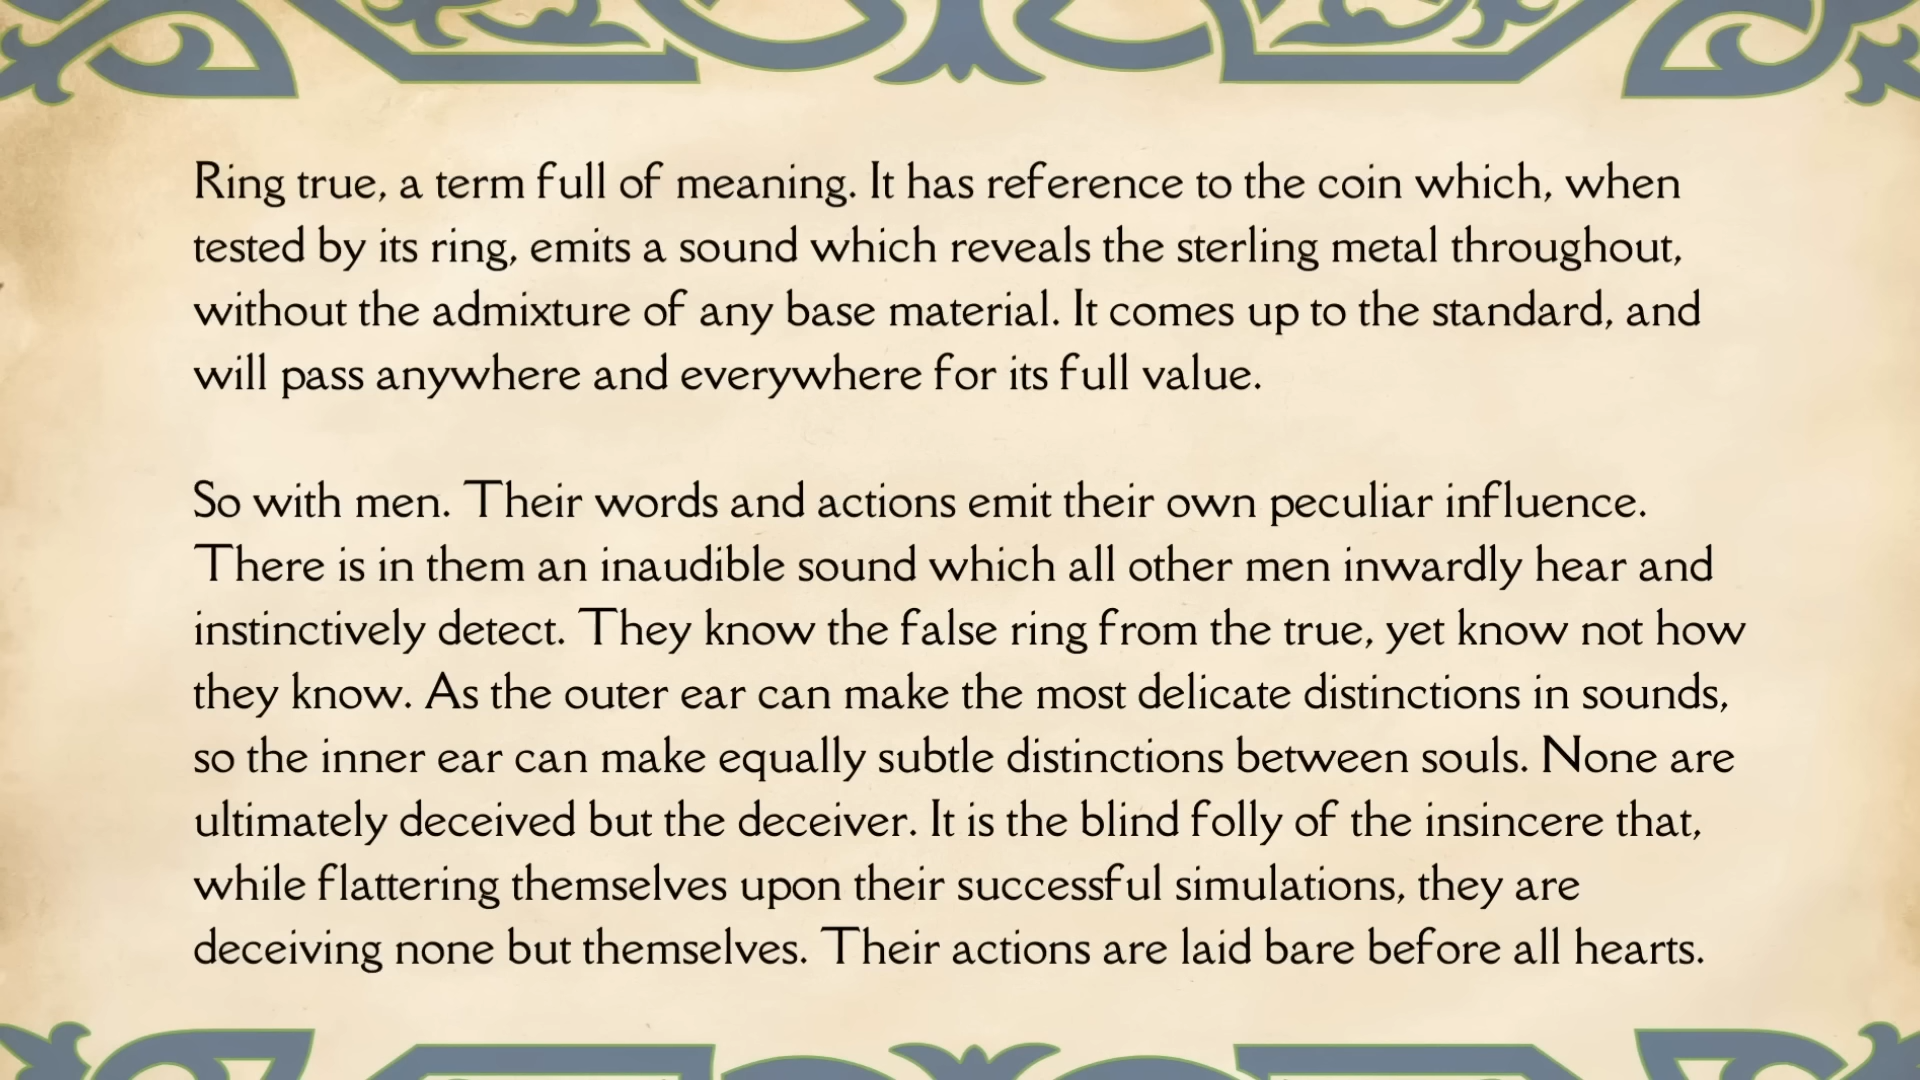 Ring true, a term full of meaning. It has reference to the coin which, when
tested by its ring, emits a sound which reveals the sterling metal throughout,
without the admixture of any base material. It comes up to the standard, and
will pass anywhere and everywhere for its full value.
So with men. Their words and actions emit their own peculiar influence.
There is in them an inaudible sound which all other men inwardly hear and
instinctively detect. They know the false ring from the true, yet know not how
they know. As the outer ear can make the most delicate distinctions in sounds,
so the inner ear can make equally subtle distinctions between souls. None are
ultimately deceived but the deceiver. It is the blind folly of the insincere that,
while flattering themselves upon their successful simulations, they are
deceiving none but themselves. Their actions are laid bare before all hearts.